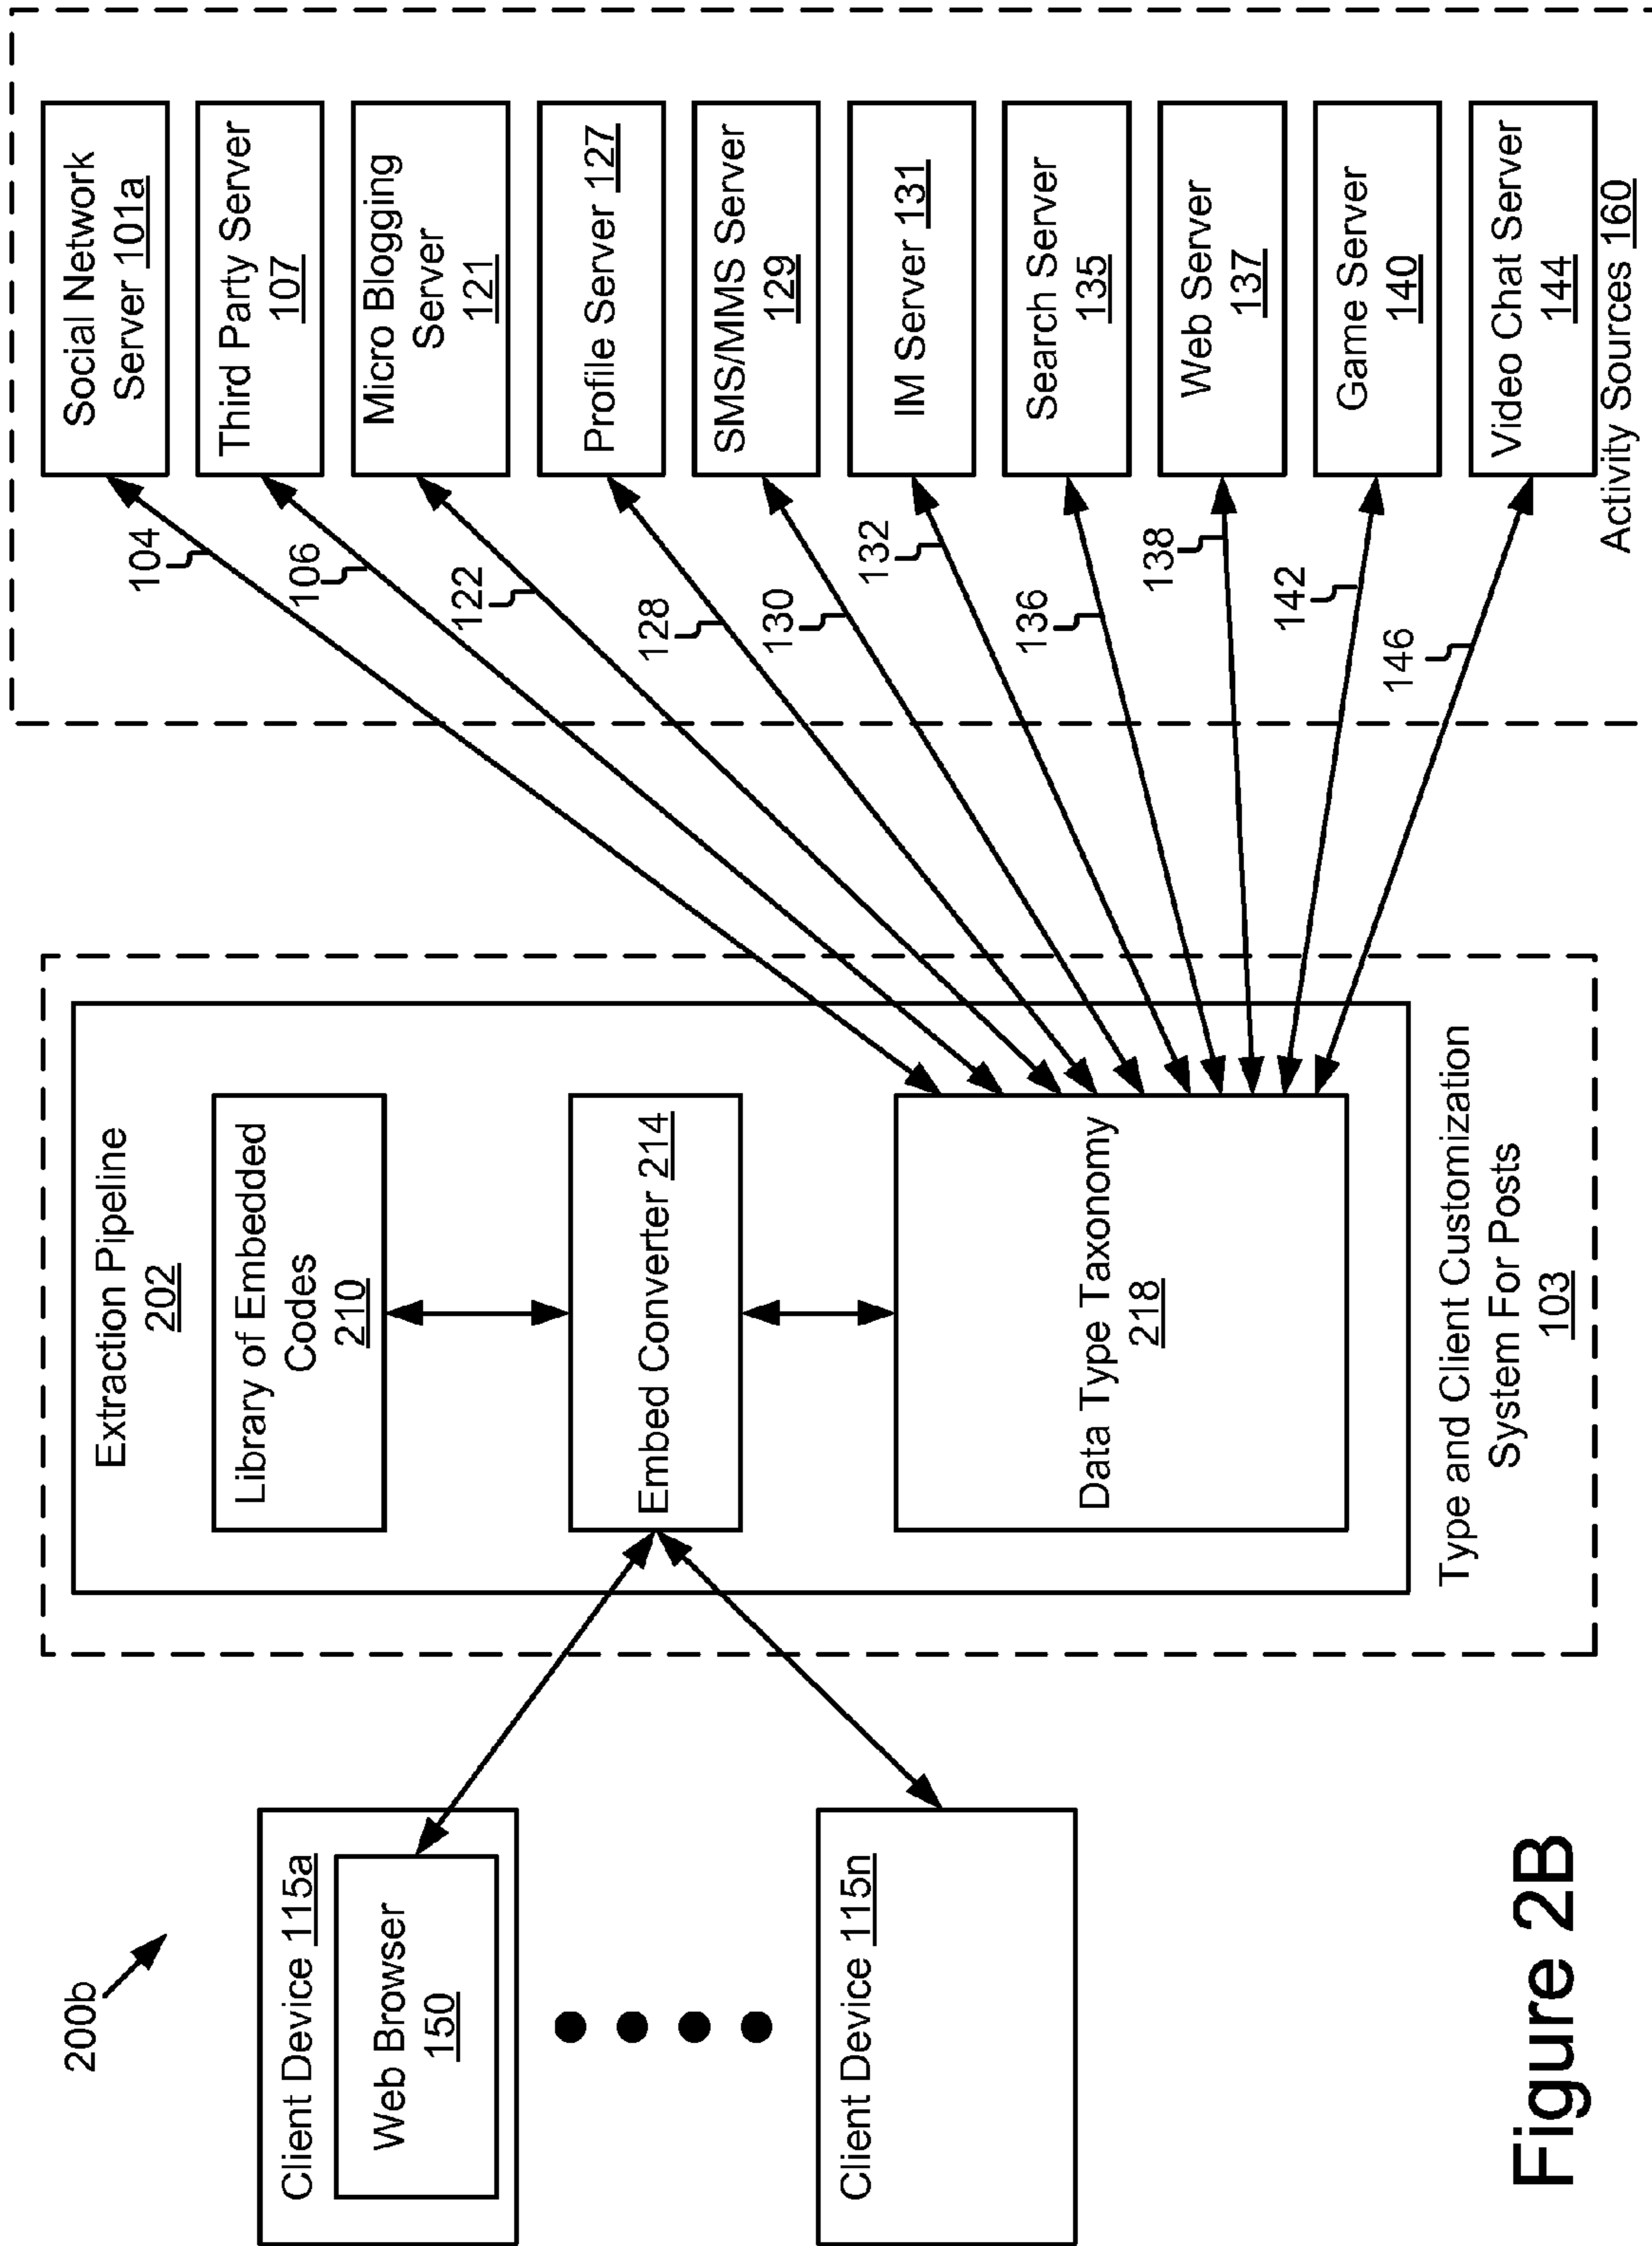 200b
Client Device 115a
Web Browser
150
Client Device 115n
Extraction Pipeline
202
Library of Embedded
Codes
210
Embed Converter 214
Data Type Taxonomy
218
Type and Client Customization
System For Posts
103
104
106
122
128
130
132
136
138
142
146
Social Network
Server 101a
Third Party Server
107
Micro Blogging
Server
121
Profile Server 127
SMS/MMS Server
129
IM Server 131
Search Server
135
Web Server
137
Game Server
140
Video Chat Server
144
Activity Sources 160
Figure 2B